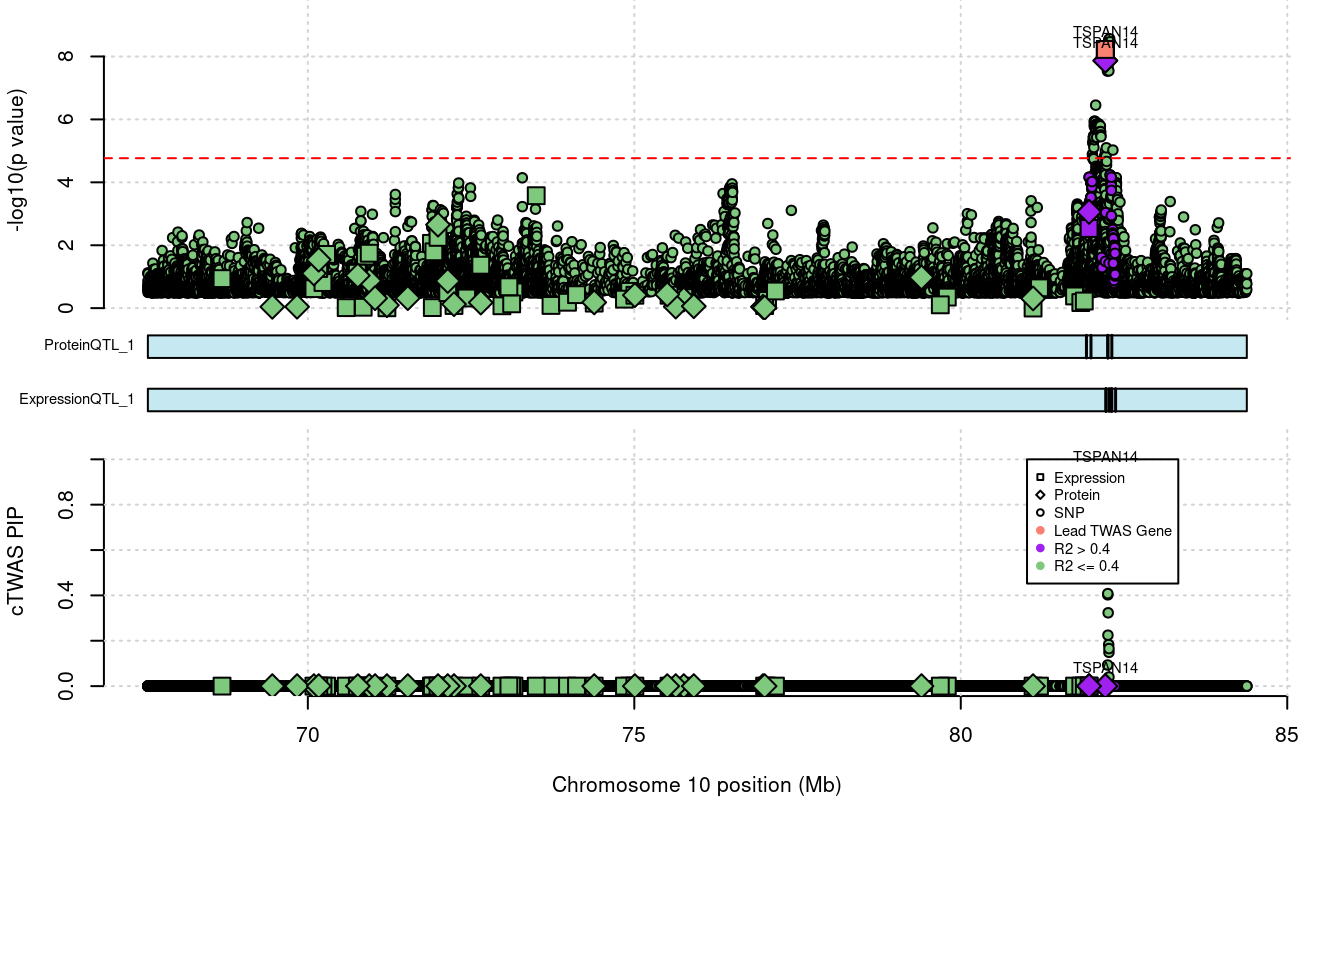 TSPAN14
TSPAN14
8
6
4
2
0
-log10(p value)
ProteinQTL_1
ExpressionQTL_1
TSPAN14
Expression
Protein
SNP
Lead TWAS Gene
R2 > 0.4
R2 <= 0.4
0.8
0.4
0.0
cTWAS PIP
TSPAN14
70
75
80
85
Chromosome 10 position (Mb)